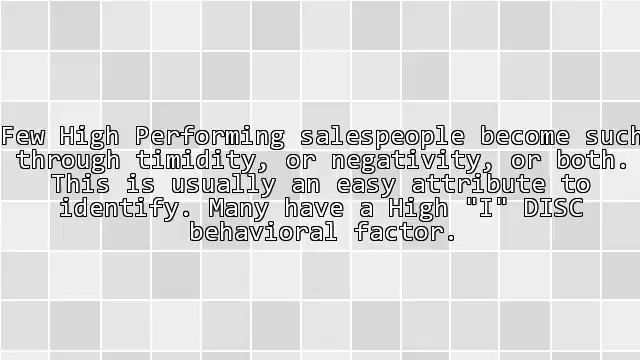 Few High Performing salespeople become such
through timidity, or negativity, or both.
This is usually an easy attribute to
identify. Many have a High "I" DISC
behavioral factor.